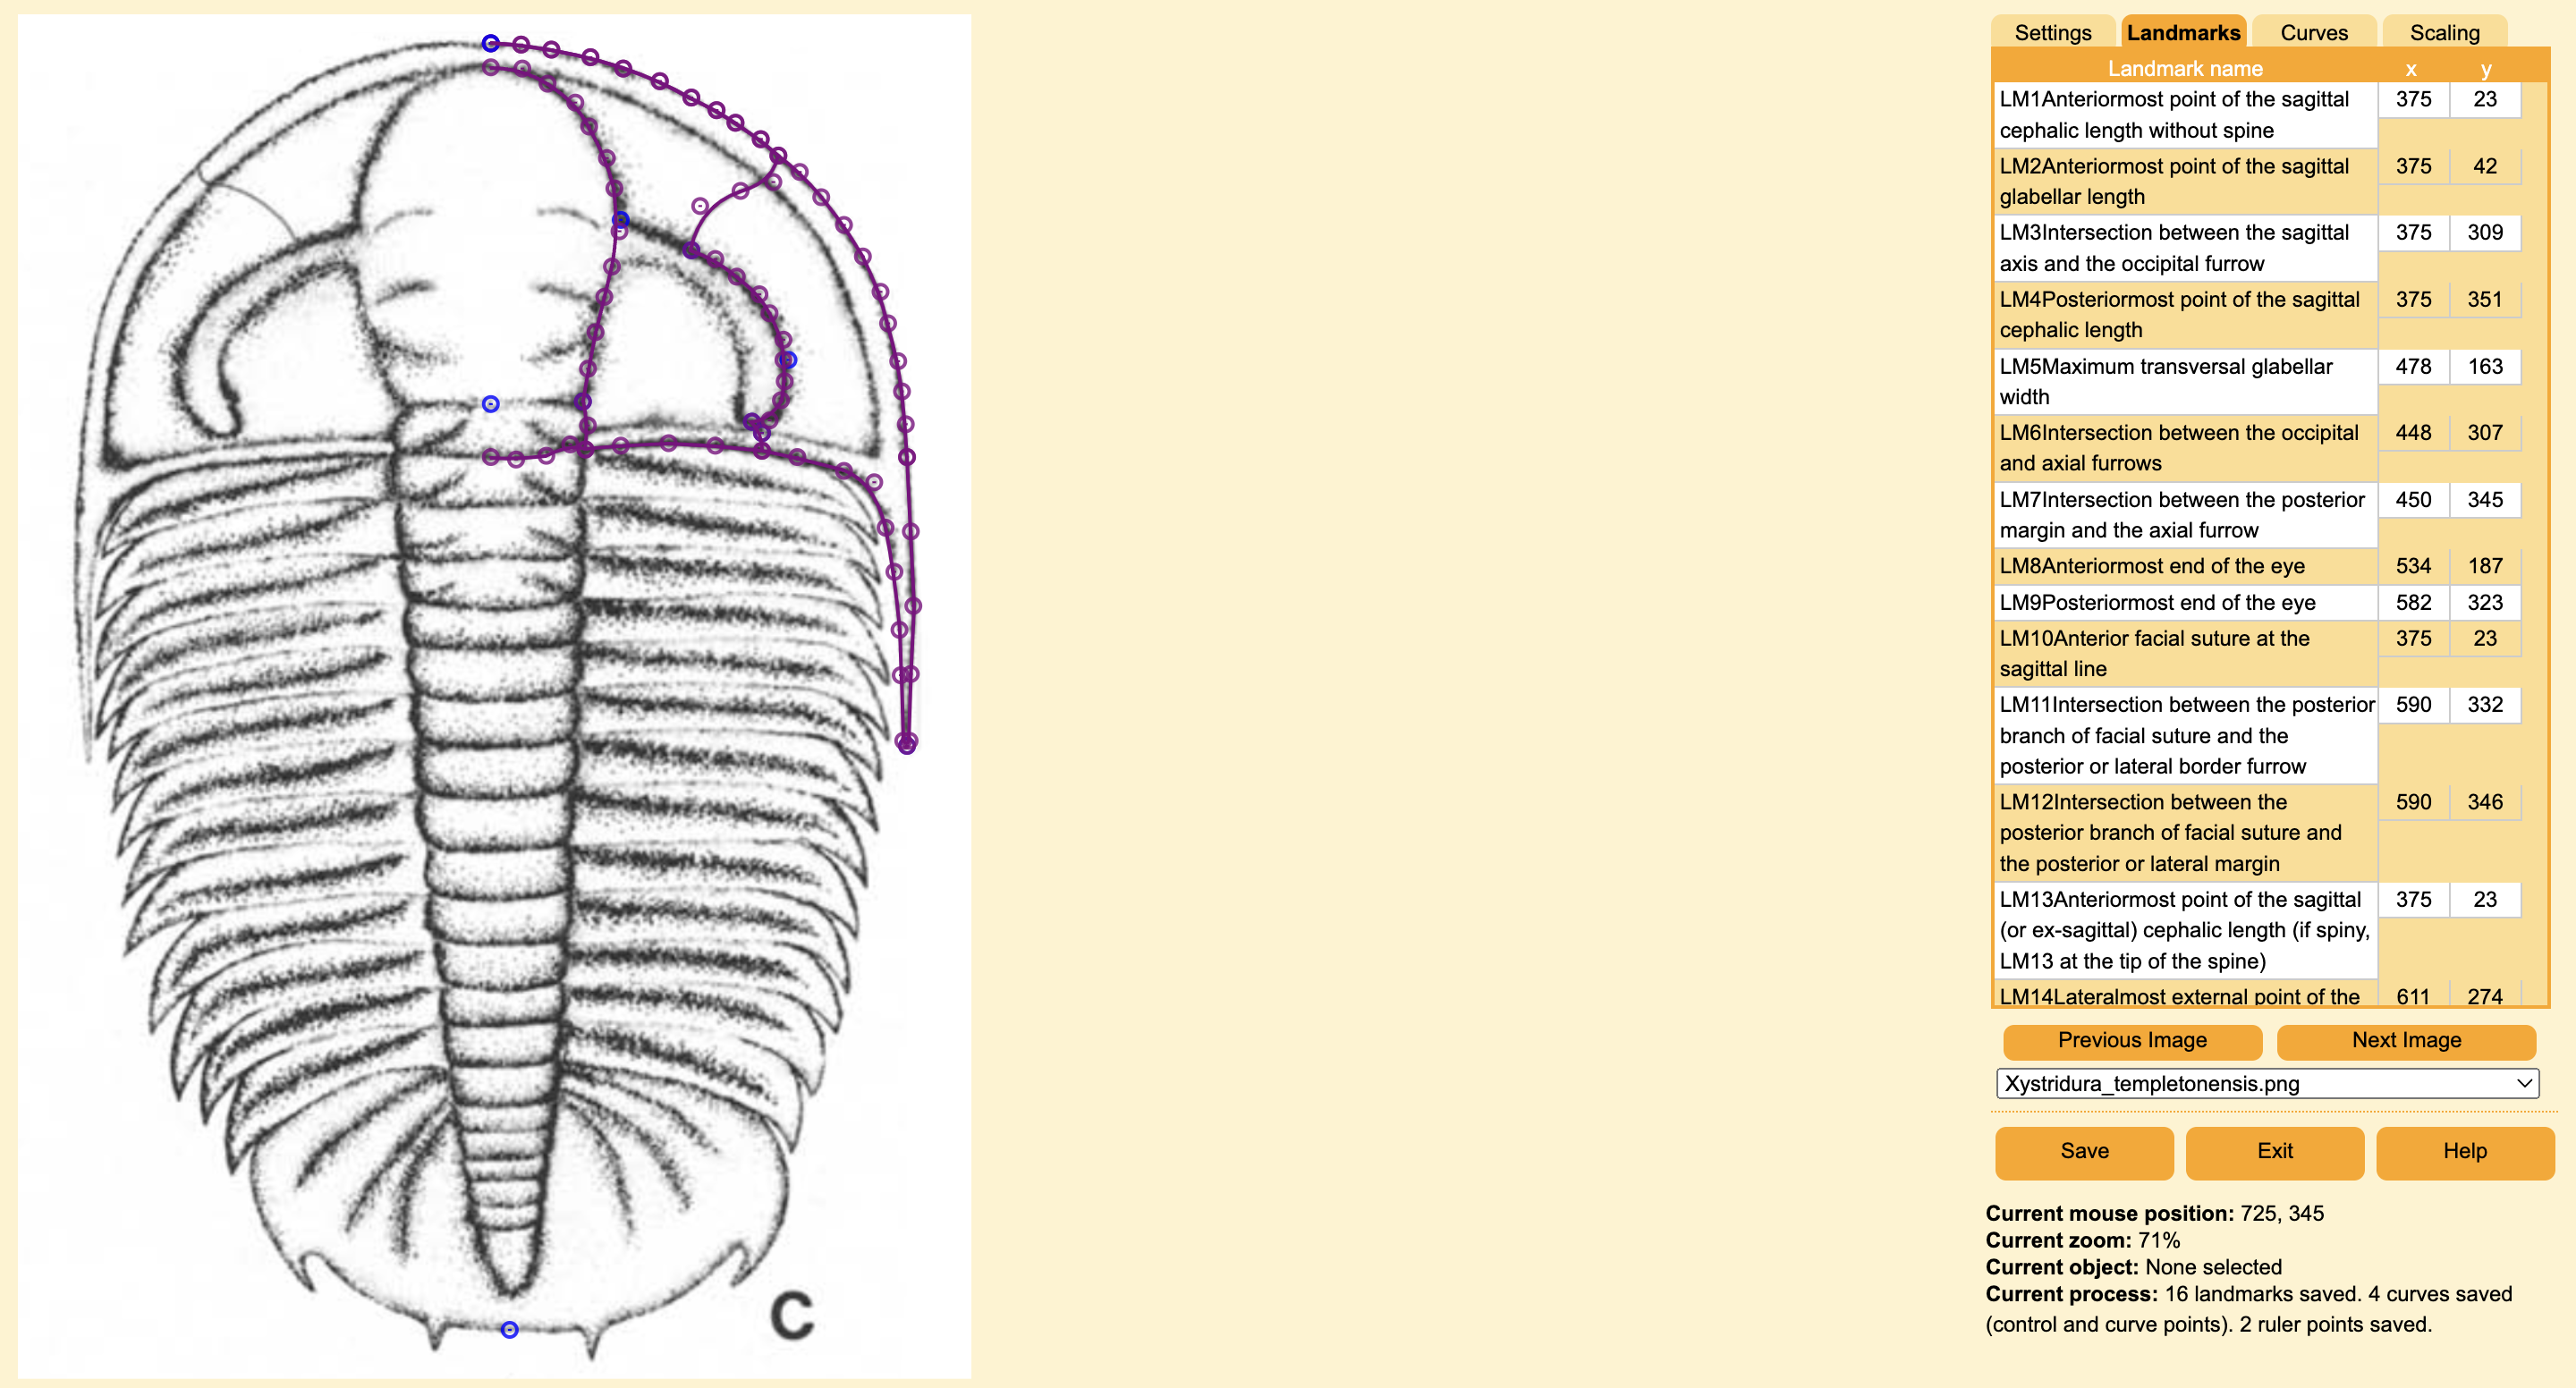 C
Settings
Landmarks
Curves
Scaling
Landmark name x y
LM1Anteriormost point of the sagittal 375 23
cephalic length without spine
LM2Anteriormost point of the sagittal 375 42
glabellar length
LM3Intersection between the sagittal 375 309
axis and the occipital furrow
LM4Posteriormost point of the sagittal 375 351
cephalic length
LM5Maximum transversal glabellar 478 163
width
LM6Intersection between the occipital 448 307
and axial furrows
LM7Intersection between the posterior 450 345
margin and the axial furrow
LM8Anteriormost end of the eye 534 187
LM9Posteriormost end of the eye 582 323
LM10Anterior facial suture at the 375 23
sagittal line
LM11Intersection between the posterior 590 332
branch of facial suture and the
posterior or lateral border furrow
LM12Intersection between the 590 346
posterior branch of facial suture and
the posterior or lateral margin
LM13Anteriormost point of the sagittal 375 23
(or ex-sagittal) cephalic length (if spiny,
LM13 at the tip of the spine)
LM14Lateralmost external point of the 611 274
Previous Image
Next Image
Xystridura_templetonensis.png
Save
Exit
Help
Current mouse position: 725, 345
Current zoom: 71%
Current object: None selected
Current process: 16 landmarks saved. 4 curves saved
(control and curve points). 2 ruler points saved.